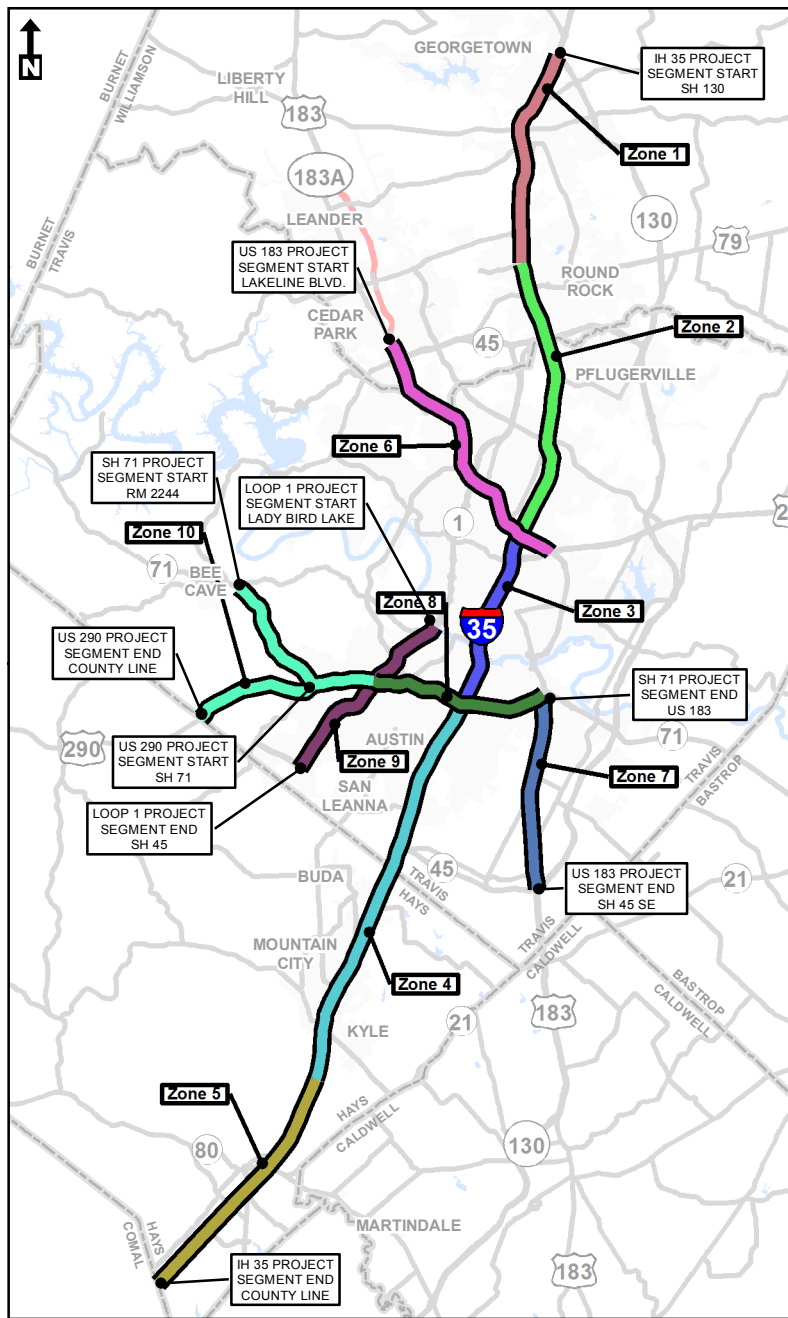 GEORGETOWN
IH 35 PROJECT
SEGMENT START
SH 130
BURNET
WILLIAMSON
N
LIBERTY
HILL
183
Zone 1
183A
130
LEANDER
79
BURNET
TRAVIS
US 183 PROJECT
SEGMENT START
LAKELINE BLVD.
ROUND
ROCK
CEDAR
PARK
45
Zone 2
PFLUGERVILLE
Zone 6
SH 71 PROJECT
SEGMENT START
RM 2244
LOOP 1 PROJECT
SEGMENT START
LADY BIRD LAKE
Zone 10
1
2
71
BEE
CAVE
Zone 8
Zone 3
35
US 290 PROJECT
SEGMENT END
COUNTY LINE
SH 71 PROJECT
SEGMENT END
US 183
290
US 290 PROJECT
SEGMENT START
SH 71
AUSTIN
71
Zone 9
Zone 7
TRAVIS
BASTROP
SAN
LEANNA
LOOP 1 PROJECT
SEGMENT END
SH 45
BUDA
45
TRAVIS
HAYS
US 183 PROJECT
SEGMENT END
SH 45 SE
21
MOUNTAIN
CITY
TRAVIS
CALDWELL
Zone 4
BASTROP
CALDWELL
183
KYLE
21
Zone 5
HAYS
CALDWELL
80
130
MARTINDALE
HAYS
COMAL
IH 35 PROJECT
SEGMENT END
COUNTY LINE
183